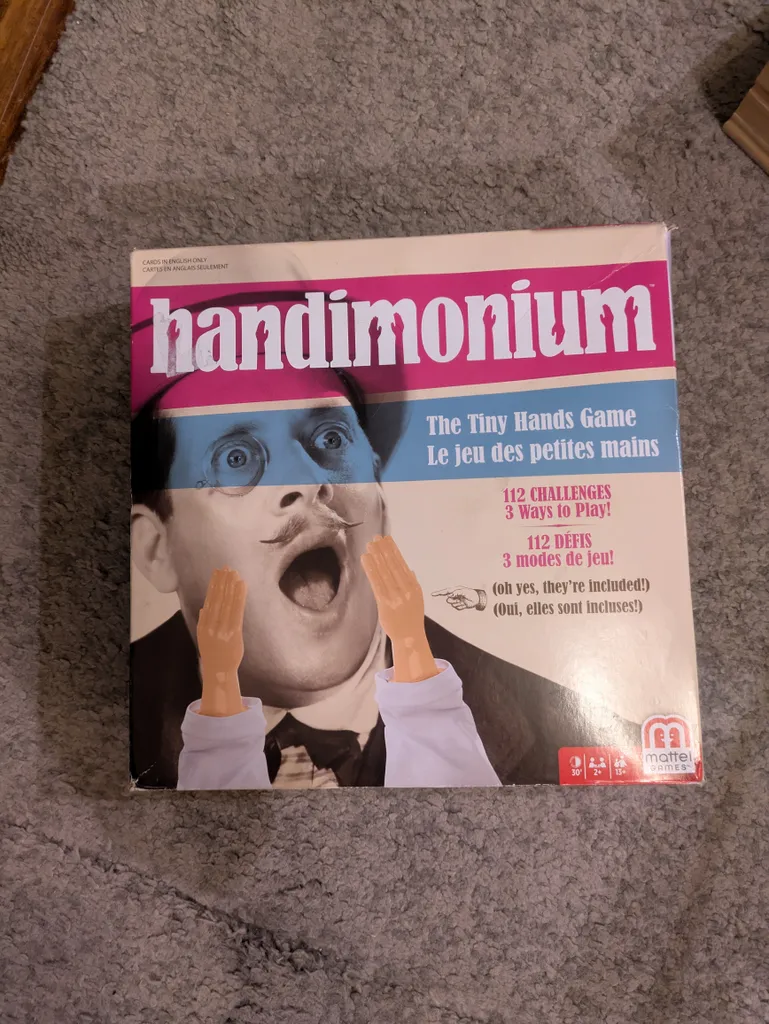 CARDS IN ENGLISH ONLY
CARTES EN ANGLAIS SEULEMENT
handimonium™
The Tiny Hands Game
Le jeu des petites mains
112 CHALLENGES
3 Ways to Play!
112 DÉFIS
3 modes de jeu!
(oh yes, they're included!)
(Oui, elles sont incluses!)
30' 2+ 13+
mattel
GAMES™